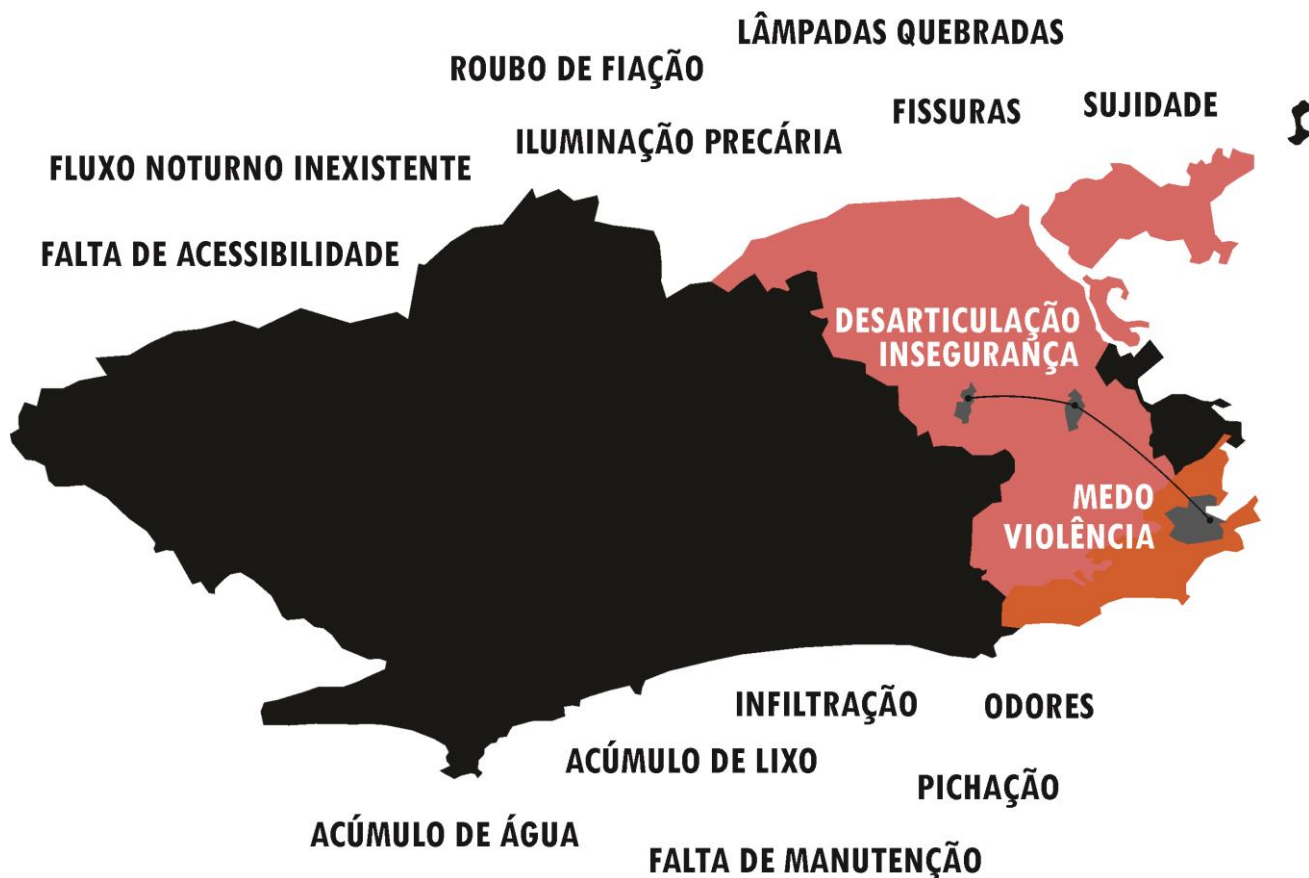 LÂMPADAS QUEBRADAS
ROUBO DE FIAÇÃO
FISSURAS
SUJIDADE
ILUMINAÇÃO PRECÁRIA
FLUXO NOTURNO INEXISTENTE
FALTA DE ACESSIBILIDADE
DESARTICULAÇÃO
INSEGURANÇA
MEDO
VIOLÊNCIA
INFILTRAÇÃO
ODORES
ACÚMULO DE LIXO
PICHAÇÃO
ACÚMULO DE ÁGUA
FALTA DE MANUTENÇÃO